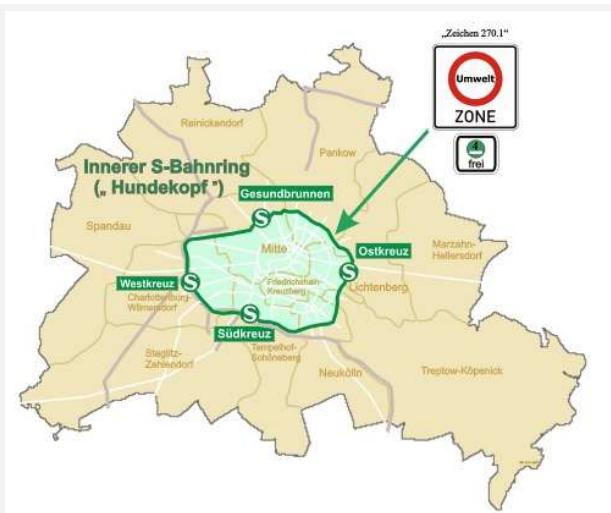 „Zeichen 270.1"
Umwelt
ZONE
4
frei
Reinickendorf
Pankow
Innerer S-Bahnring
(„ Hundekopf ")
Gesundbrunnen
S
Spandau
Mitte
Ostkreuz
Marzahn-
Hellersdorf
S
Westkreuz
S
Friedrichshain-
Kreuzberg
Lichtenberg
Charlottenburg-
Wilmersdorf
S
Südkreuz
Steglitz-
Zehlendorf
Tempelhof-
Schöneberg
Neukölln
Treptow-Köpenick